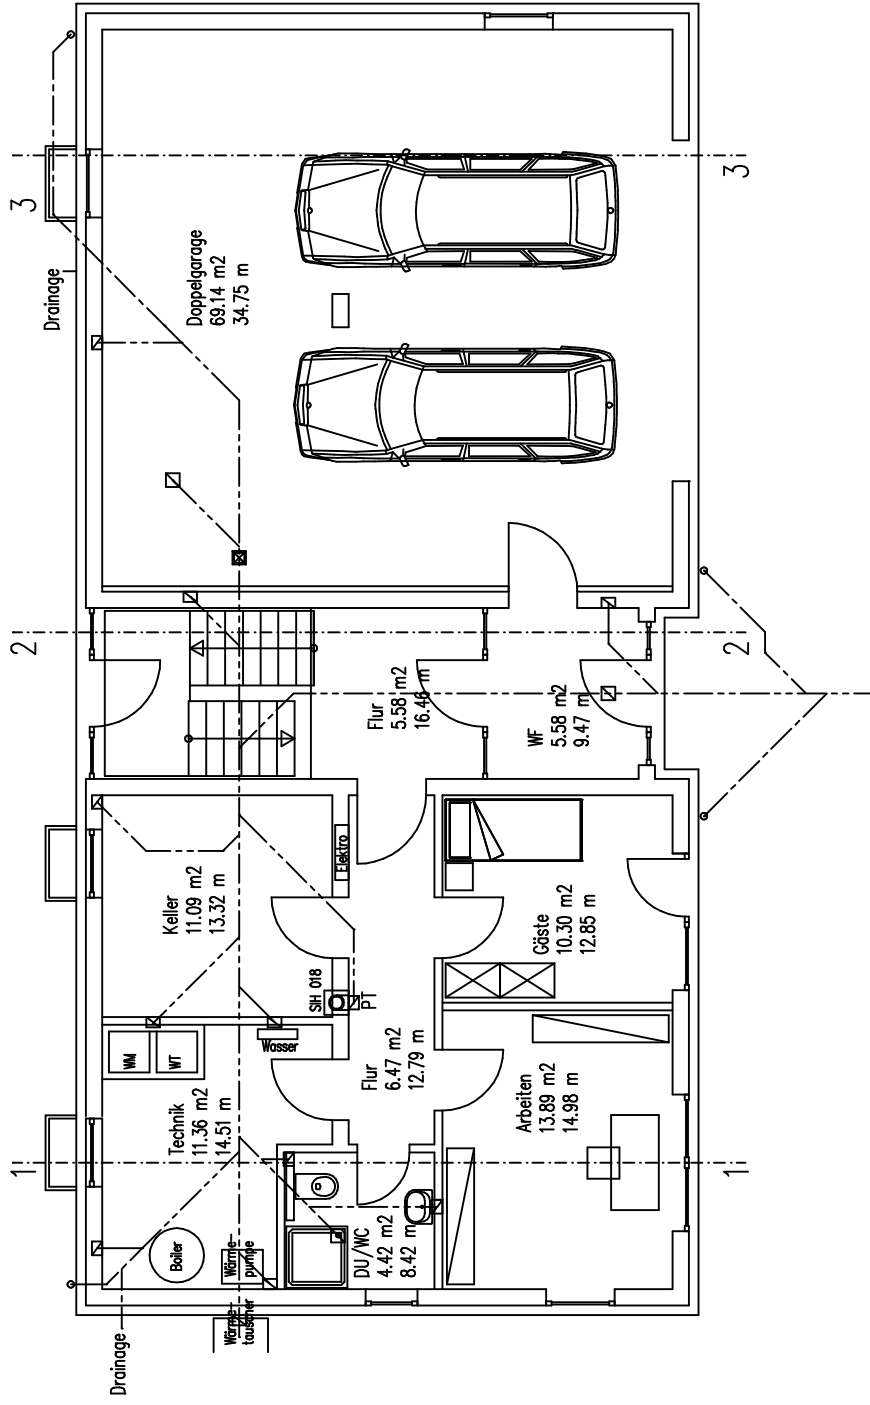 3
3
Drainage
Doppelgarage
69.14 m2
34.75 m
2
2
Flur
5.58 m2
16.46 m
WF
5.58 m2
9.47 m
Keller
11.09 m2
13.32 m
Elektro
SIH 018
PT
Gäste
10.30 m2
12.85 m
WM
WT
Wasser
Technik
11.36 m2
14.51 m
Flur
6.47 m2
12.79 m
Arbeiten
13.89 m2
14.98 m
1
1
Boiler
Wärme-
pumpe
DU/WC
4.42 m2
8.42 m
Wärme-
tauscher
Drainage